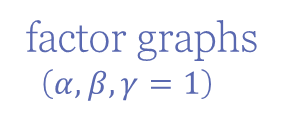 factor graphs
(α, β, γ = 1)